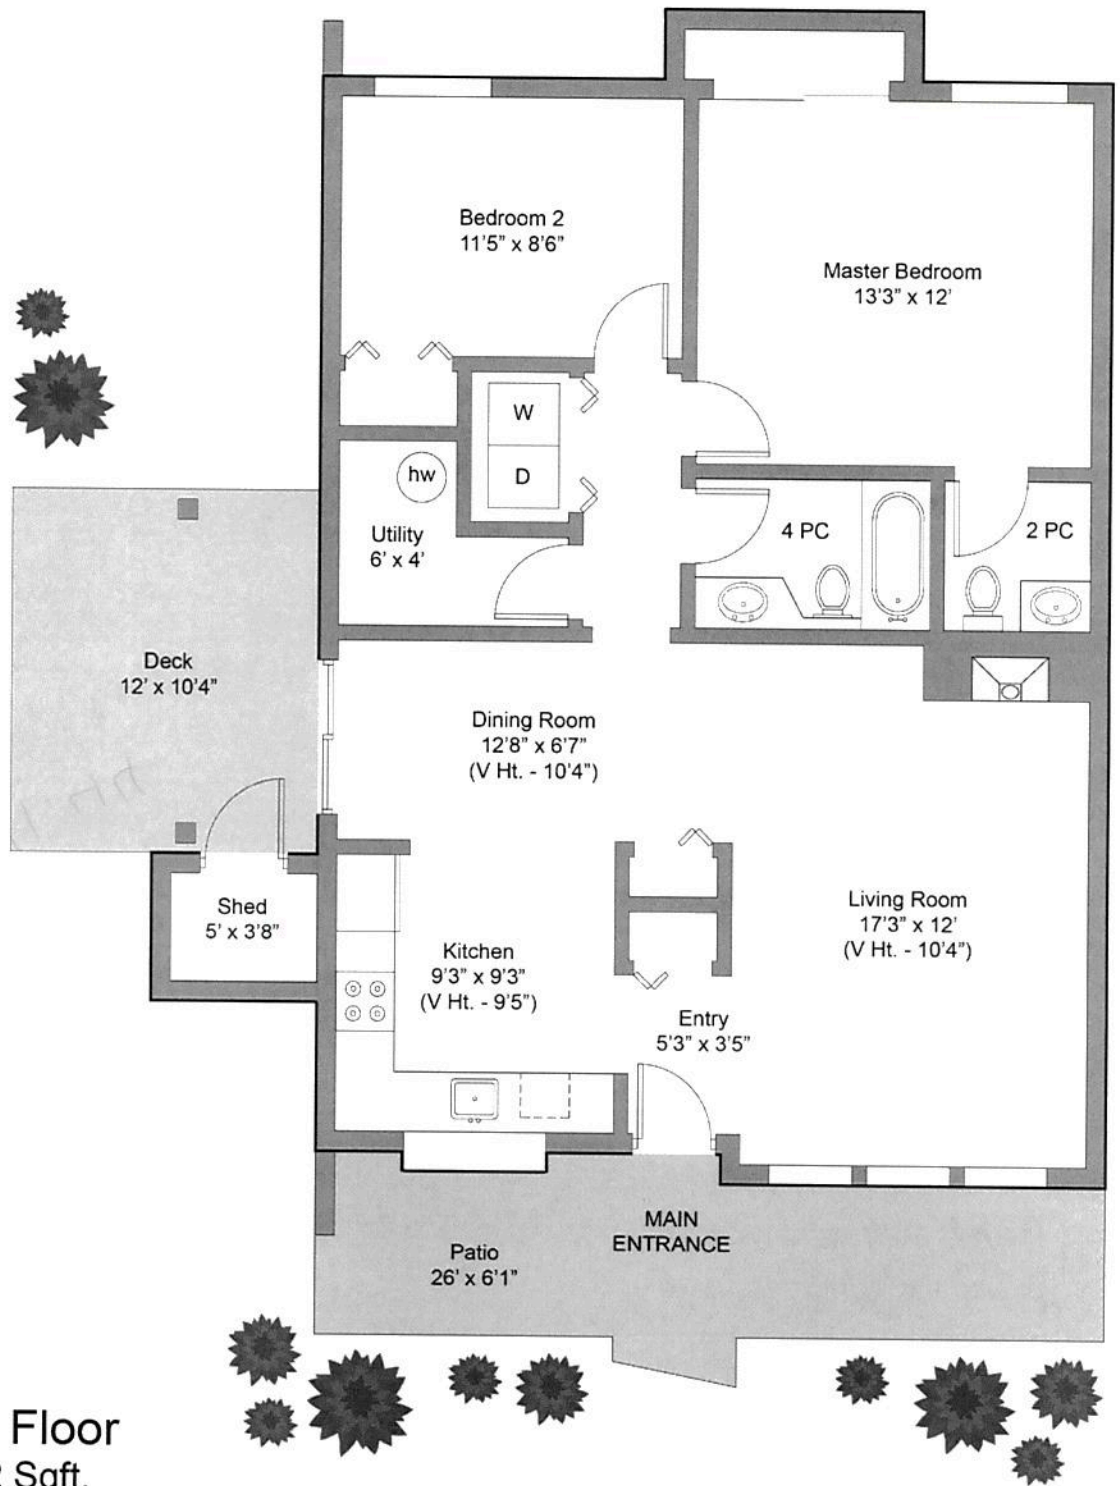 Bedroom 2
11'5" x 8'6"
Master Bedroom
13'3" x 12'
W
D
hw
Utility
6' x 4'
4 PC
2 PC
Deck
12' x 10'4"
Dining Room
12'8" x 6'7"
(V Ht. - 10'4")
Shed
5' x 3'8"
Kitchen
9'3" x 9'3"
(V Ht. - 9'5")
Living Room
17'3" x 12'
(V Ht. - 10'4")
Entry
5'3" x 3'5"
MAIN
ENTRANCE
Patio
26' x 6'1"
Floor
Sqft.